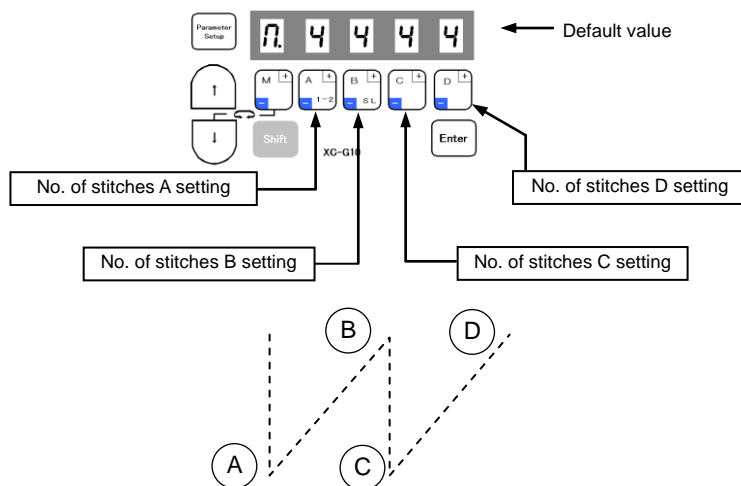 Parameter
Setup
П. 4 4 4 4
Default value
↑
M + -
A + - 1-2
B + - SL
C + -
D + -
↓
Shift
XC-G10
Enter
No. of stitches A setting
No. of stitches D setting
No. of stitches B setting
No. of stitches C setting
B
D
A
C